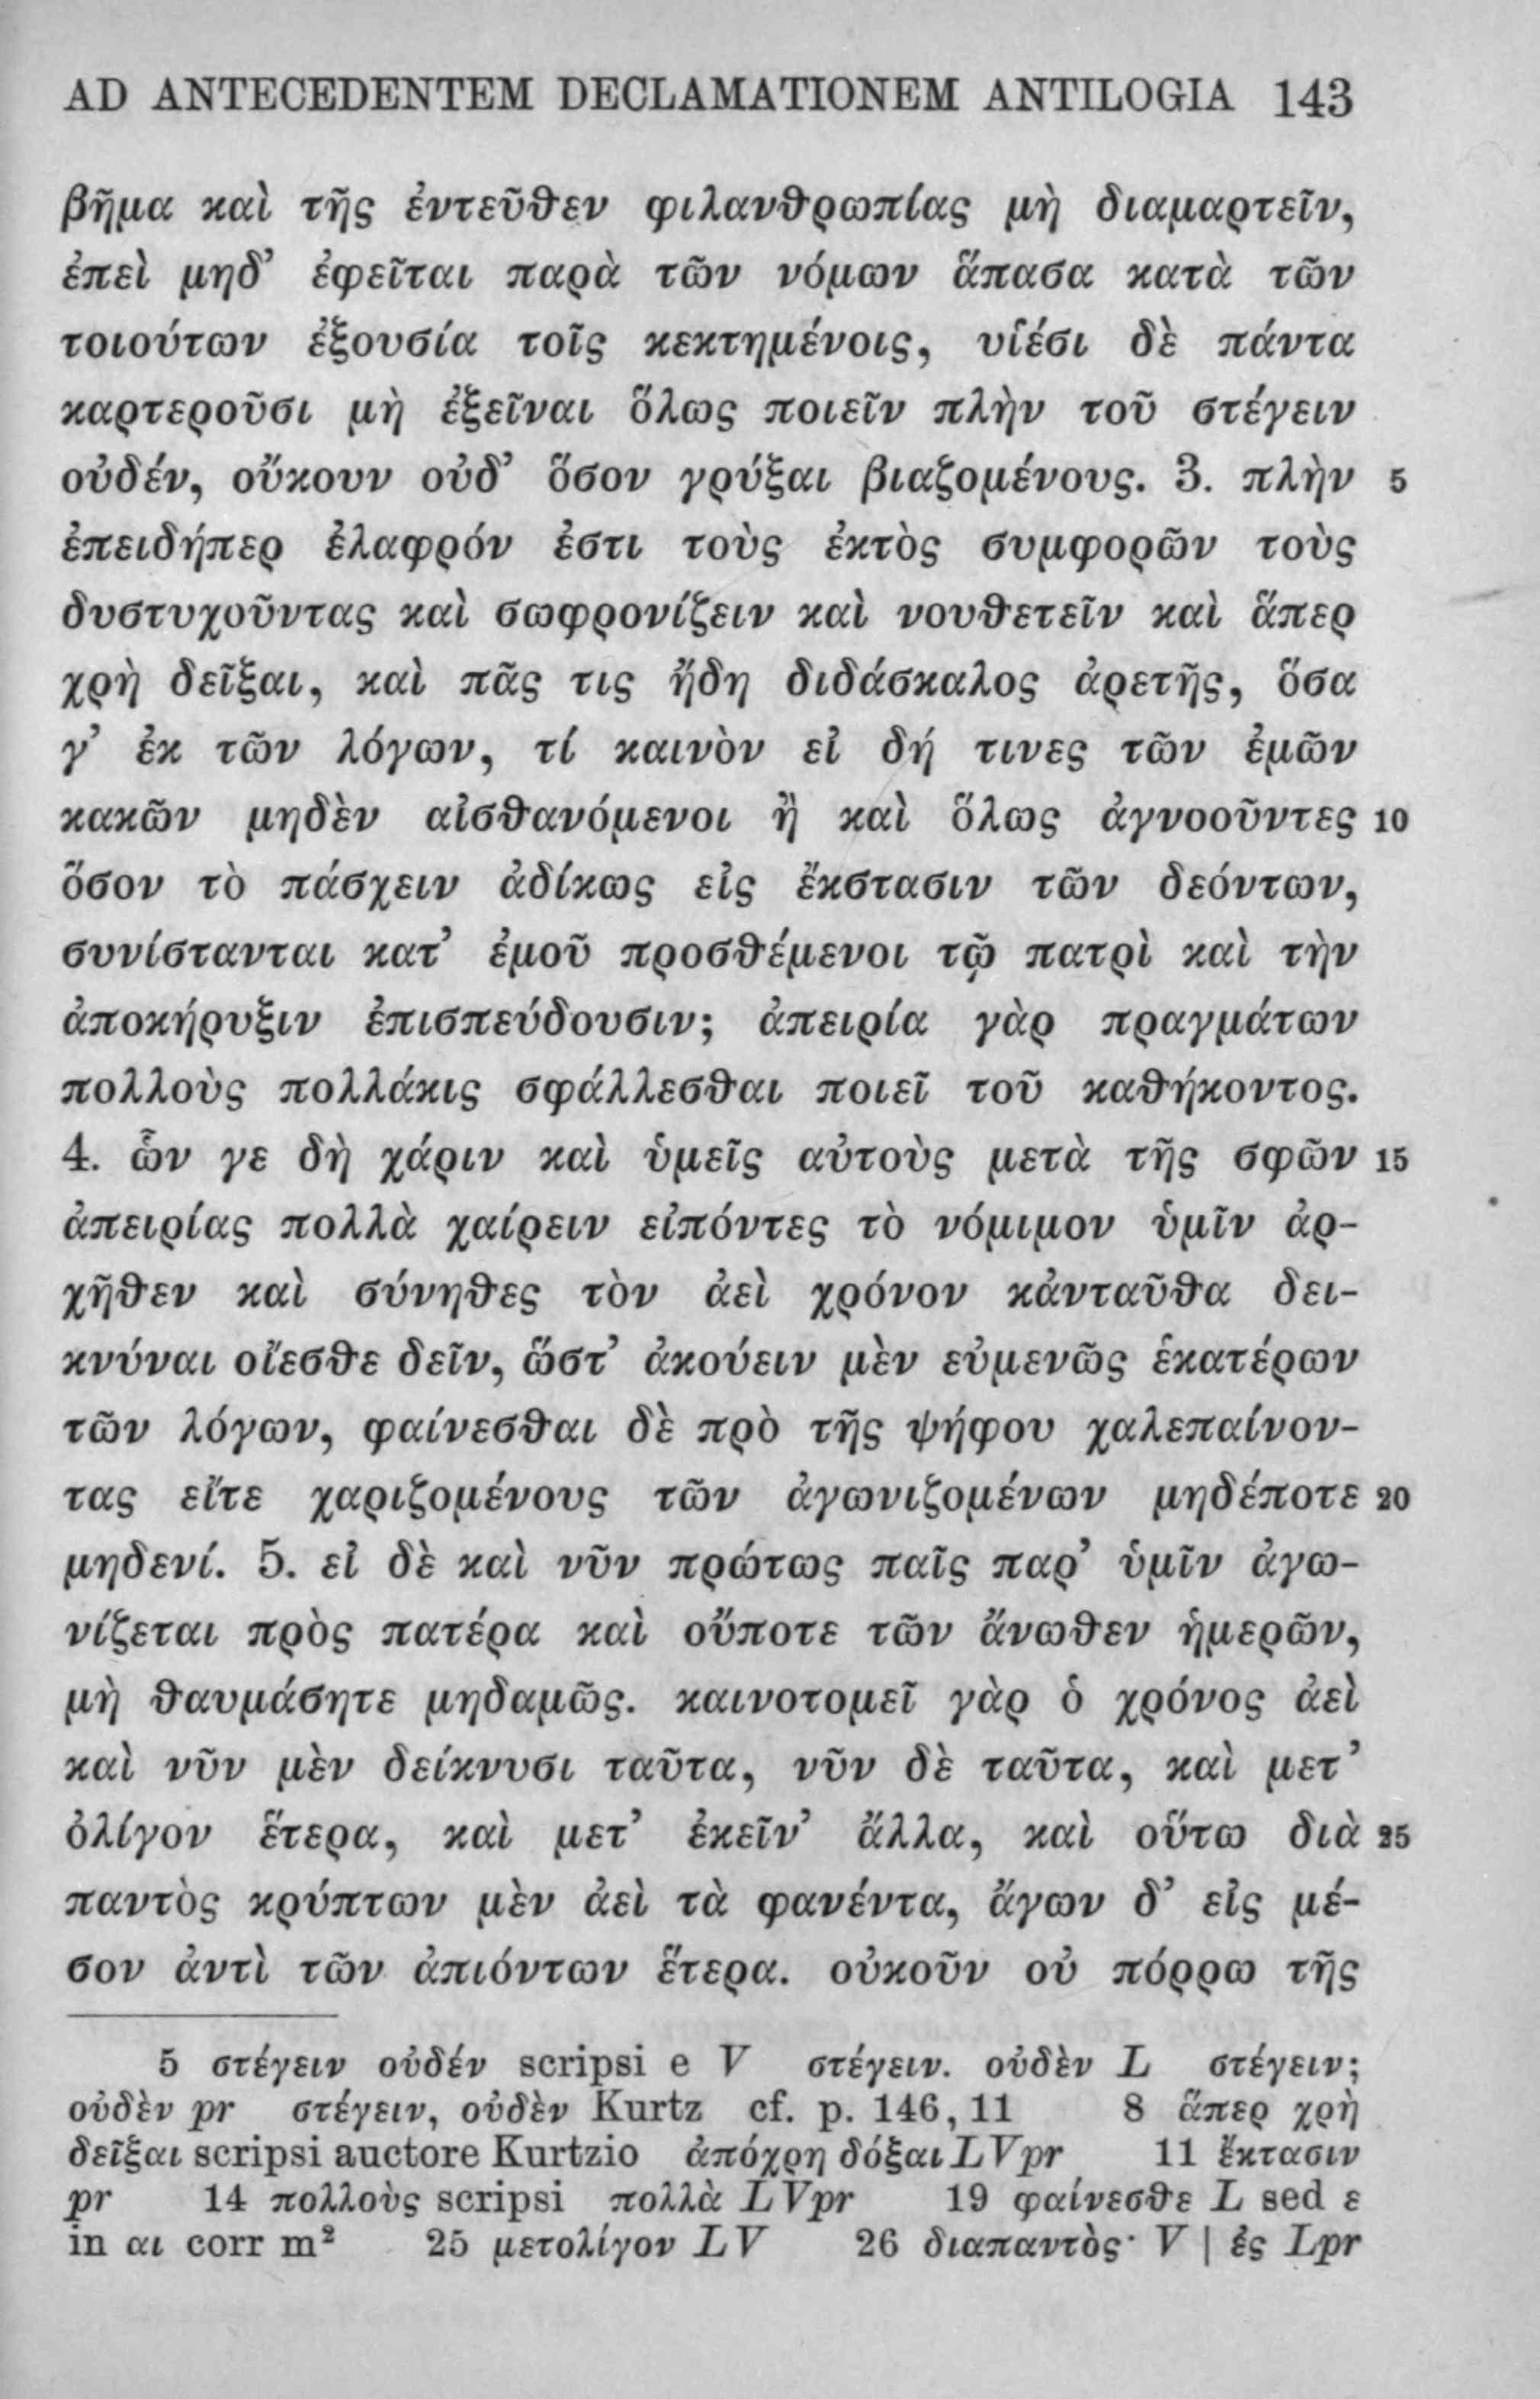 AD ANTECEDENTEM DECLAMATIONEM ANTILOGIA 143
βῆμα καὶ τῆς ἐντεῦθεν φιλανθρωπίας μὴ διαμαρτεῖν,
ἐπεὶ μηδ’ ἐφεῖται παρὰ τῶν νόμων ἅπασα κατὰ τῶν
τοιούτων ἐξουσία τοῖς κεκτημένοις, υἱέσι δὲ πάντα
καρτεροῦσι μὴ ἐξεῖναι ὅλως ποιεῖν πλὴν τοῦ στέγειν
οὐδέν, οὔκουν οὐδ’ ὅσον γρύξαι βιαζομένους. 3. πλὴν 5
ἐπειδήπερ ἐλαφρόν ἐστι τοὺς ἐκτὸς συμφορῶν τοὺς
δυστυχοῦντας καὶ σωφρονίζειν καὶ νουθετεῖν καὶ ἅπερ
χρὴ δεῖξαι, καὶ πᾶς τις ἤδη διδάσκαλος ἀρετῆς, ὅσα
γ’ ἐκ τῶν λόγων, τί καινὸν εἰ δή τινες τῶν ἐμῶν
κακῶν μηδὲν αἰσθανόμενοι ἢ καὶ ὅλως ἀγνοοῦντες 10
ὅσον τὸ πάσχειν ἀδίκως εἰς ἔκστασιν τῶν δεόντων,
συνίστανται κατ’ ἐμοῦ προσθέμενοι τῷ πατρὶ καὶ τὴν
ἀποκήρυξιν ἐπισπεύδουσιν; ἀπειρία γὰρ πραγμάτων
πολλοὺς πολλάκις σφάλλεσθαι ποιεῖ τοῦ καθήκοντος.
4. ὧν γε δὴ χάριν καὶ ὑμεῖς αὐτοὺς μετὰ τῆς σφῶν 15
ἀπειρίας πολλὰ χαίρειν εἰπόντες τὸ νόμιμον ὑμῖν ἀρ-
χῆθεν καὶ σύνηθες τὸν ἀεὶ χρόνον κἀνταῦθα δει-
κνύναι οἴεσθε δεῖν, ὥστ’ ἀκούειν μὲν εὐμενῶς ἑκατέρων
τῶν λόγων, φαίνεσθαι δὲ πρὸ τῆς ψήφου χαλεπαίνον-
τας εἴτε χαριζομένους τῶν ἀγωνιζομένων μηδέποτε 20
μηδενί. 5. εἰ δὲ καὶ νῦν πρώτως παῖς παρ’ ὑμῖν ἀγω-
νίζεται πρὸς πατέρα καὶ οὔποτε τῶν ἄνωθεν ἡμερῶν,
μὴ θαυμάσητε μηδαμῶς. καινοτομεῖ γὰρ ὁ χρόνος ἀεὶ
καὶ νῦν μὲν δείκνυσι ταῦτα, νῦν δὲ ταῦτα, καὶ μετ’
ὀλίγον ἕτερα, καὶ μετ’ ἐκεῖν’ ἄλλα, καὶ οὕτω διὰ 25
παντὸς κρύπτων μὲν ἀεὶ τὰ φανέντα, ἄγων δ’ εἰς μέ-
σον ἀντὶ τῶν ἀπιόντων ἕτερα. οὐκοῦν οὐ πόρρω τῆς
5 στέγειν οὐδέν scripsi e V στέγειν. οὐδὲν L στέγειν;
οὐδὲν pr στέγειν, οὐδὲν Kurtz cf. p. 146, 11 8 ἅπερ χρὴ
δεῖξαι scripsi auctore Kurtzio ἀπόχρη δόξαι LVpr 11 ἔκτασιν
pr 14 πολλοὺς scripsi πολλὰ LVpr 19 φαίνεσθε L sed ε
in αι corr m² 25 μετολίγον LV 26 διαπαντὸς· V | ἐς Lpr